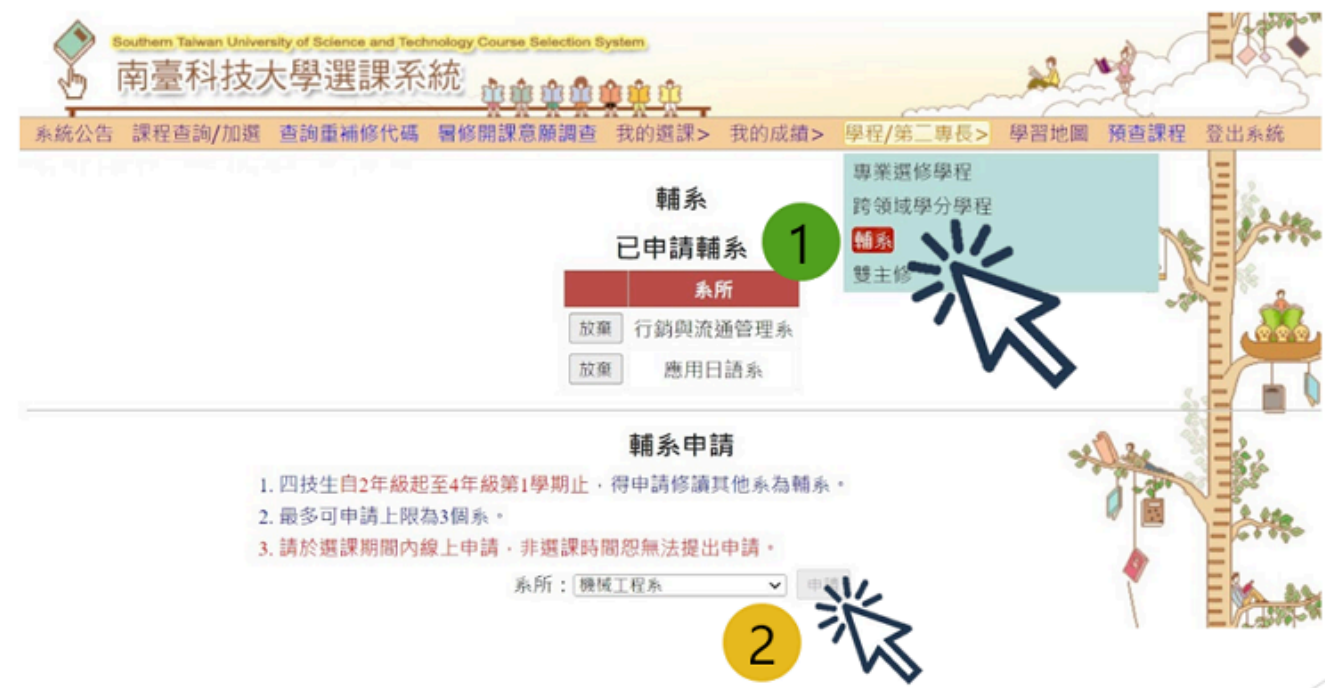 Southern Taiwan University of Science and Technology Course Selection System
南臺科技大學選課系統
系統公告 課程查詢/加選 查詢重補修代碼 暑修開課意願調查 我的選課> 我的成績> 學程/第二專長> 學習地圖 預查課程 登出系統
專業選修學程
跨領域學分學程
輔系
雙主修
1
輔系
已申請輔系
系所
放棄 行銷與流通管理系
放棄 應用日語系
輔系申請
1. 四技生自2年級起至4年級第1學期止，得申請修讀其他系為輔系。
2. 最多可申請上限為3個系。
3. 請於選課期間內線上申請，非選課時間恕無法提出申請。
系所：機械工程系 申請
2